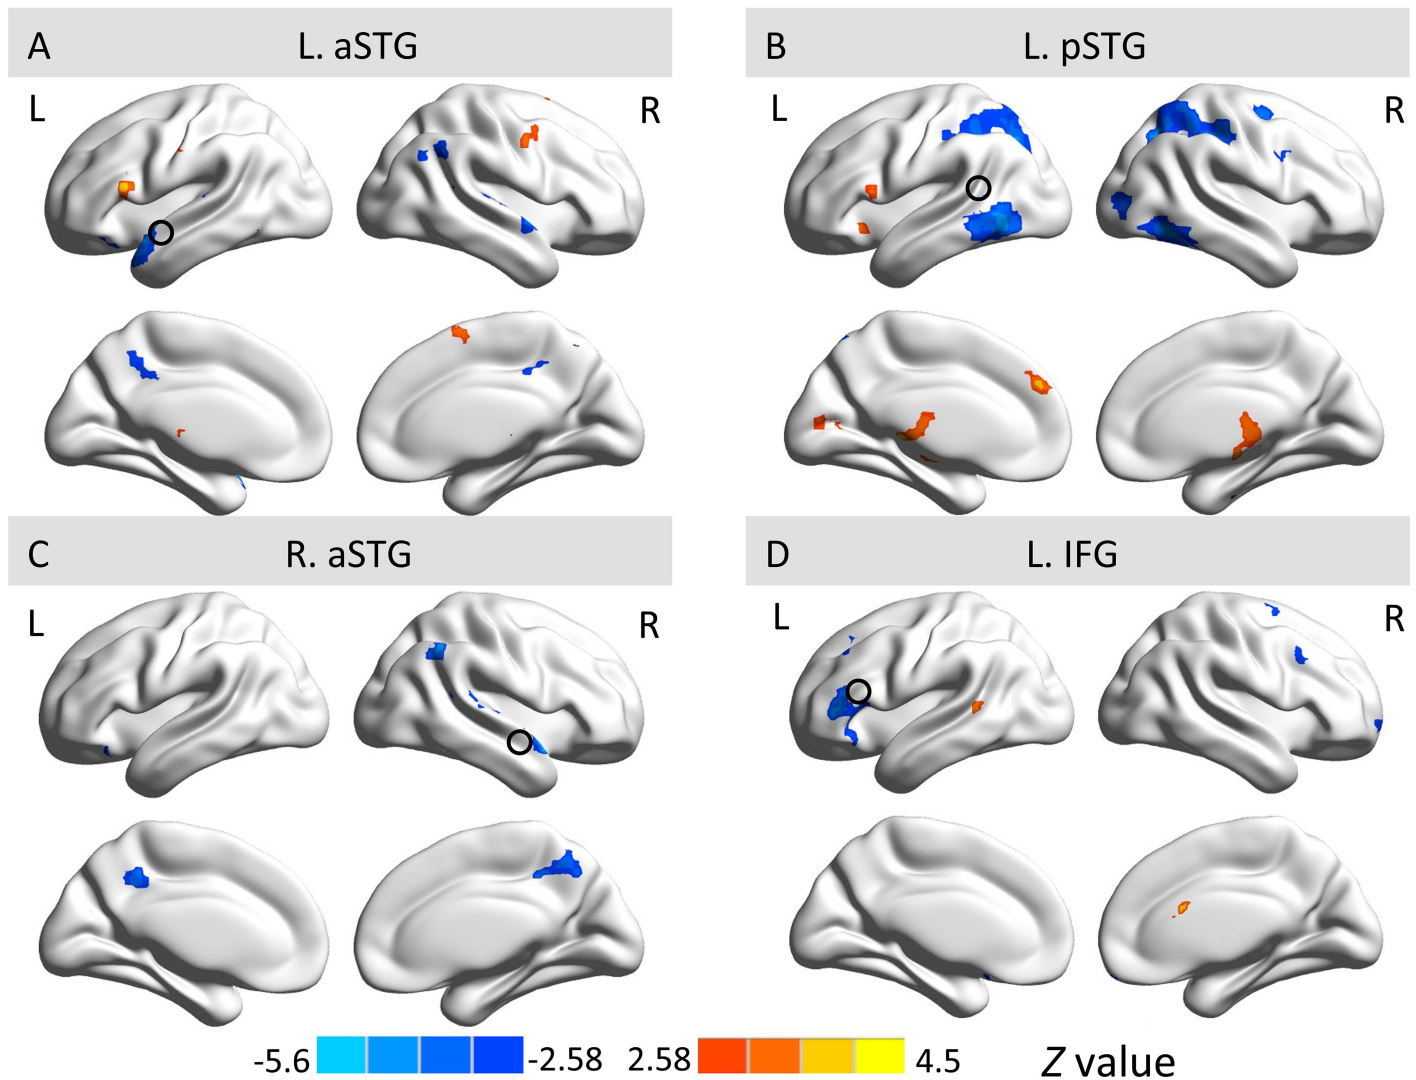 A L. aSTG
B L. pSTG
L R
L R
C R. aSTG
D L. IFG
L R
L R
-5.6 -2.58 2.58 4.5 Z value